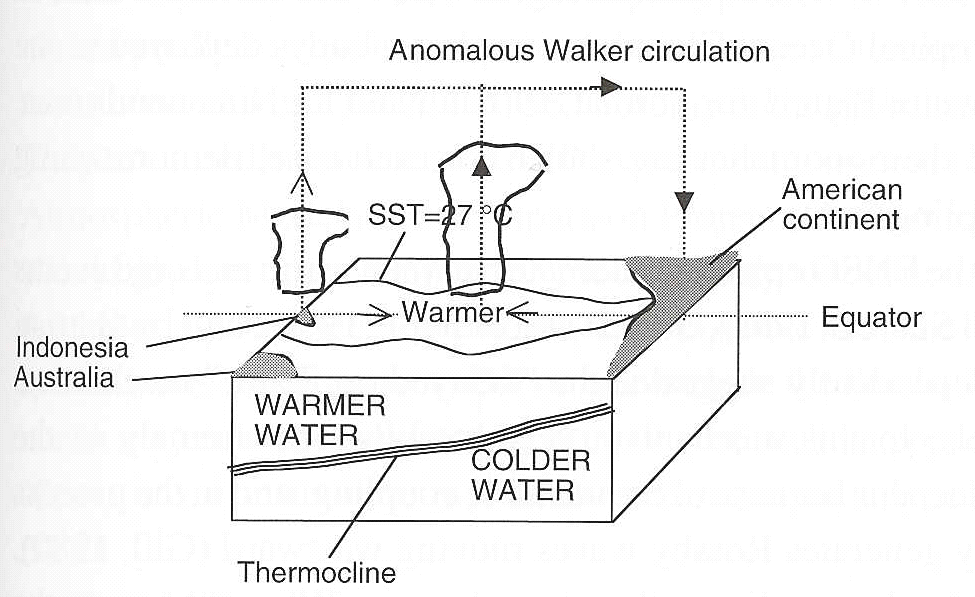 Anomalous Walker circulation
SST=27 °C
American
continent
Warmer
Equator
Indonesia
Australia
WARMER
WATER
COLDER
WATER
Thermocline